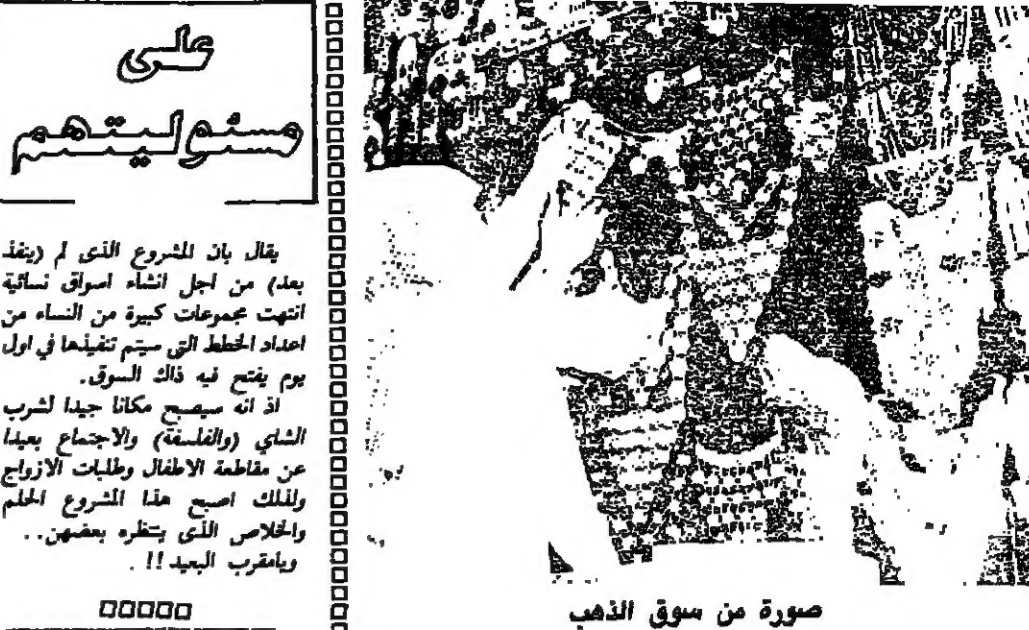 على
مسئوليتهم
يقال بان المشروع الذى لم (ينفذ
بعد) من اجل انشاء اسواق نسائية
انتهت مجموعات كبيرة من النساء من
اعداد الخطط التي سيتم تنفيذها في اول
يوم يفتح فيه ذاك السوق.
اذ انه سيصبح مكانا جيدا لشرب
الشاي (والفلسفة) والاجتماع بعيدا
عن مقاطعة الاطفال وطلبات الازواج
ولذلك اصبح هذا المشروع الحلم
والخلاص الذى ينتظره بعضهن..
ويامقرب البعيد!!.
صورة من سوق الذهب